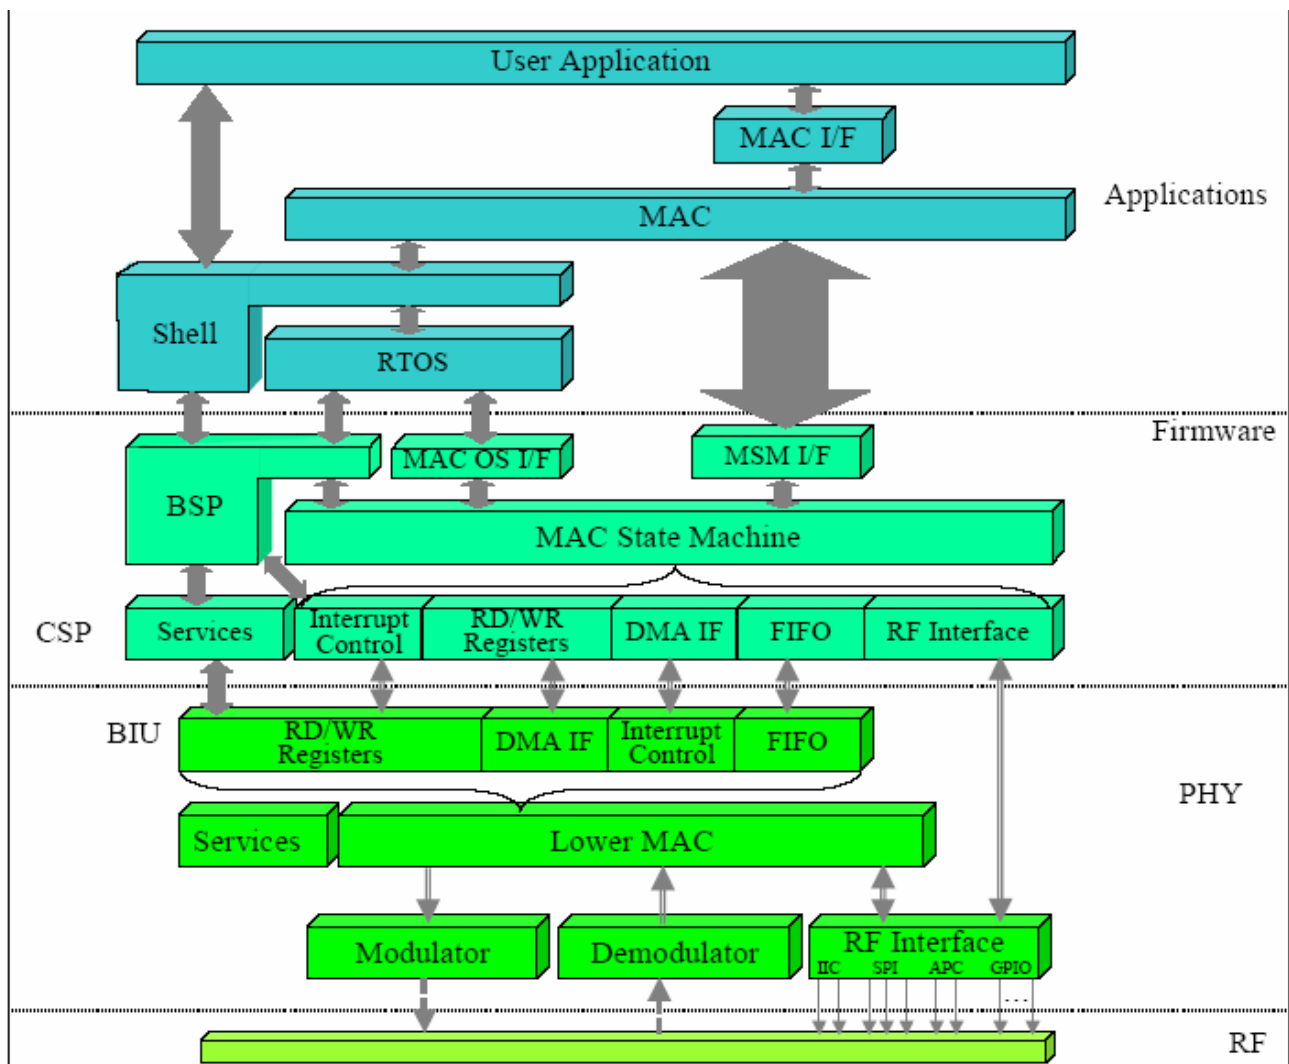 User Application
MAC I/F
Applications
MAC
Shell
RTOS
Firmware
MAC OS I/F
MSM I/F
BSP
MAC State Machine
CSP
Services
Interrupt
Control
RD/WR
Registers
DMA IF
FIFO
RF Interface
BIU
RD/WR
Registers
DMA IF
Interrupt
Control
FIFO
PHY
Services
Lower MAC
Modulator
Demodulator
RF Interface
IIC SPI APC GPIO
...
RF